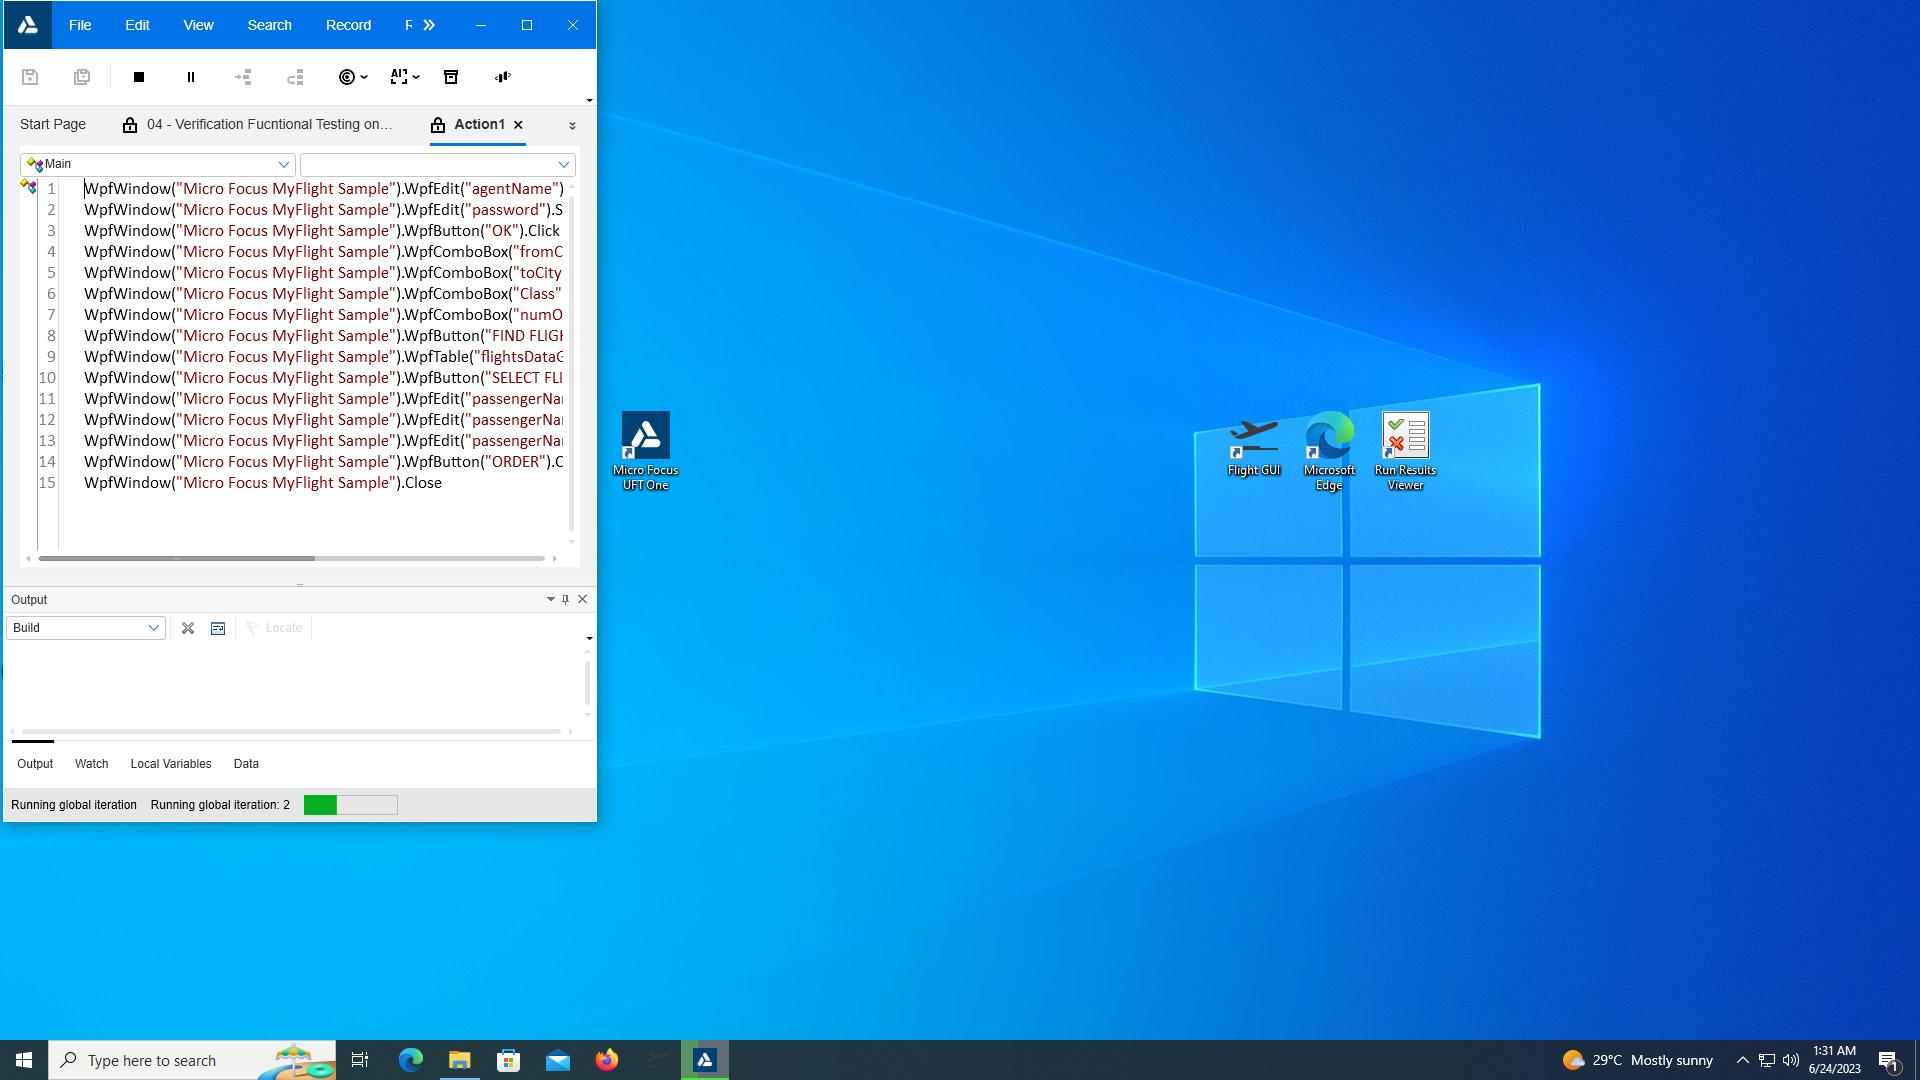 File Edit View Search Record R
Start Page 04 - Verification Fucntional Testing on... Action1
Main
1 WpfWindow("Micro Focus MyFlight Sample").WpfEdit("agentName")
2 WpfWindow("Micro Focus MyFlight Sample").WpfEdit("password").S
3 WpfWindow("Micro Focus MyFlight Sample").WpfButton("OK").Click
4 WpfWindow("Micro Focus MyFlight Sample").WpfComboBox("fromC
5 WpfWindow("Micro Focus MyFlight Sample").WpfComboBox("toCity
6 WpfWindow("Micro Focus MyFlight Sample").WpfComboBox("Class"
7 WpfWindow("Micro Focus MyFlight Sample").WpfComboBox("numO
8 WpfWindow("Micro Focus MyFlight Sample").WpfButton("FIND FLIGH
9 WpfWindow("Micro Focus MyFlight Sample").WpfTable("flightsDataG
10 WpfWindow("Micro Focus MyFlight Sample").WpfButton("SELECT FLI
11 WpfWindow("Micro Focus MyFlight Sample").WpfEdit("passengerNar
12 WpfWindow("Micro Focus MyFlight Sample").WpfEdit("passengerNar
13 WpfWindow("Micro Focus MyFlight Sample").WpfEdit("passengerNar
14 WpfWindow("Micro Focus MyFlight Sample").WpfButton("ORDER").C
15 WpfWindow("Micro Focus MyFlight Sample").Close
Output
Build Locate
Output Watch Local Variables Data
Running global iteration Running global iteration: 2
Micro Focus
UFT One
Flight GUI
Microsoft
Edge
Run Results
Viewer
Type here to search
29°C Mostly sunny
1:31 AM
6/24/2023
1